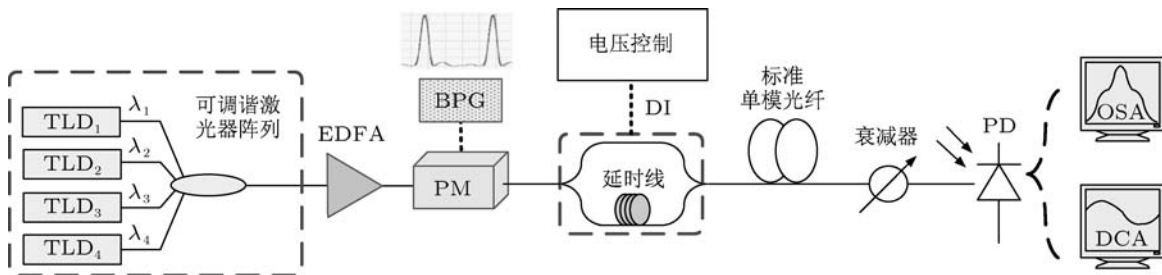 TLD1
TLD2
TLD3
TLD4
λ1
λ2
λ3
λ4
可调谐激
光器阵列
EDFA
BPG
PM
电压控制
DI
延时线
标准
单模光纤
衰减器
PD
OSA
DCA